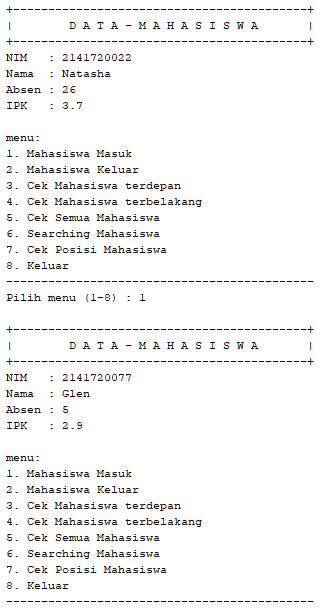 +------------------------------------------+
|        D A T A - M A H A S I S W A       |
+------------------------------------------+
NIM   : 2141720022
Nama  : Natasha
Absen : 26
IPK   : 3.7
menu:
1. Mahasiswa Masuk
2. Mahasiswa Keluar
3. Cek Mahasiswa terdepan
4. Cek Mahasiswa terbelakang
5. Cek Semua Mahasiswa
6. Searching Mahasiswa
7. Cek Posisi Mahasiswa
8. Keluar
--------------------------------------------
Pilih menu (1-8) : 1
+------------------------------------------+
|        D A T A - M A H A S I S W A       |
+------------------------------------------+
NIM   : 2141720077
Nama  : Glen
Absen : 5
IPK   : 2.9
menu:
1. Mahasiswa Masuk
2. Mahasiswa Keluar
3. Cek Mahasiswa terdepan
4. Cek Mahasiswa terbelakang
5. Cek Semua Mahasiswa
6. Searching Mahasiswa
7. Cek Posisi Mahasiswa
8. Keluar
--------------------------------------------